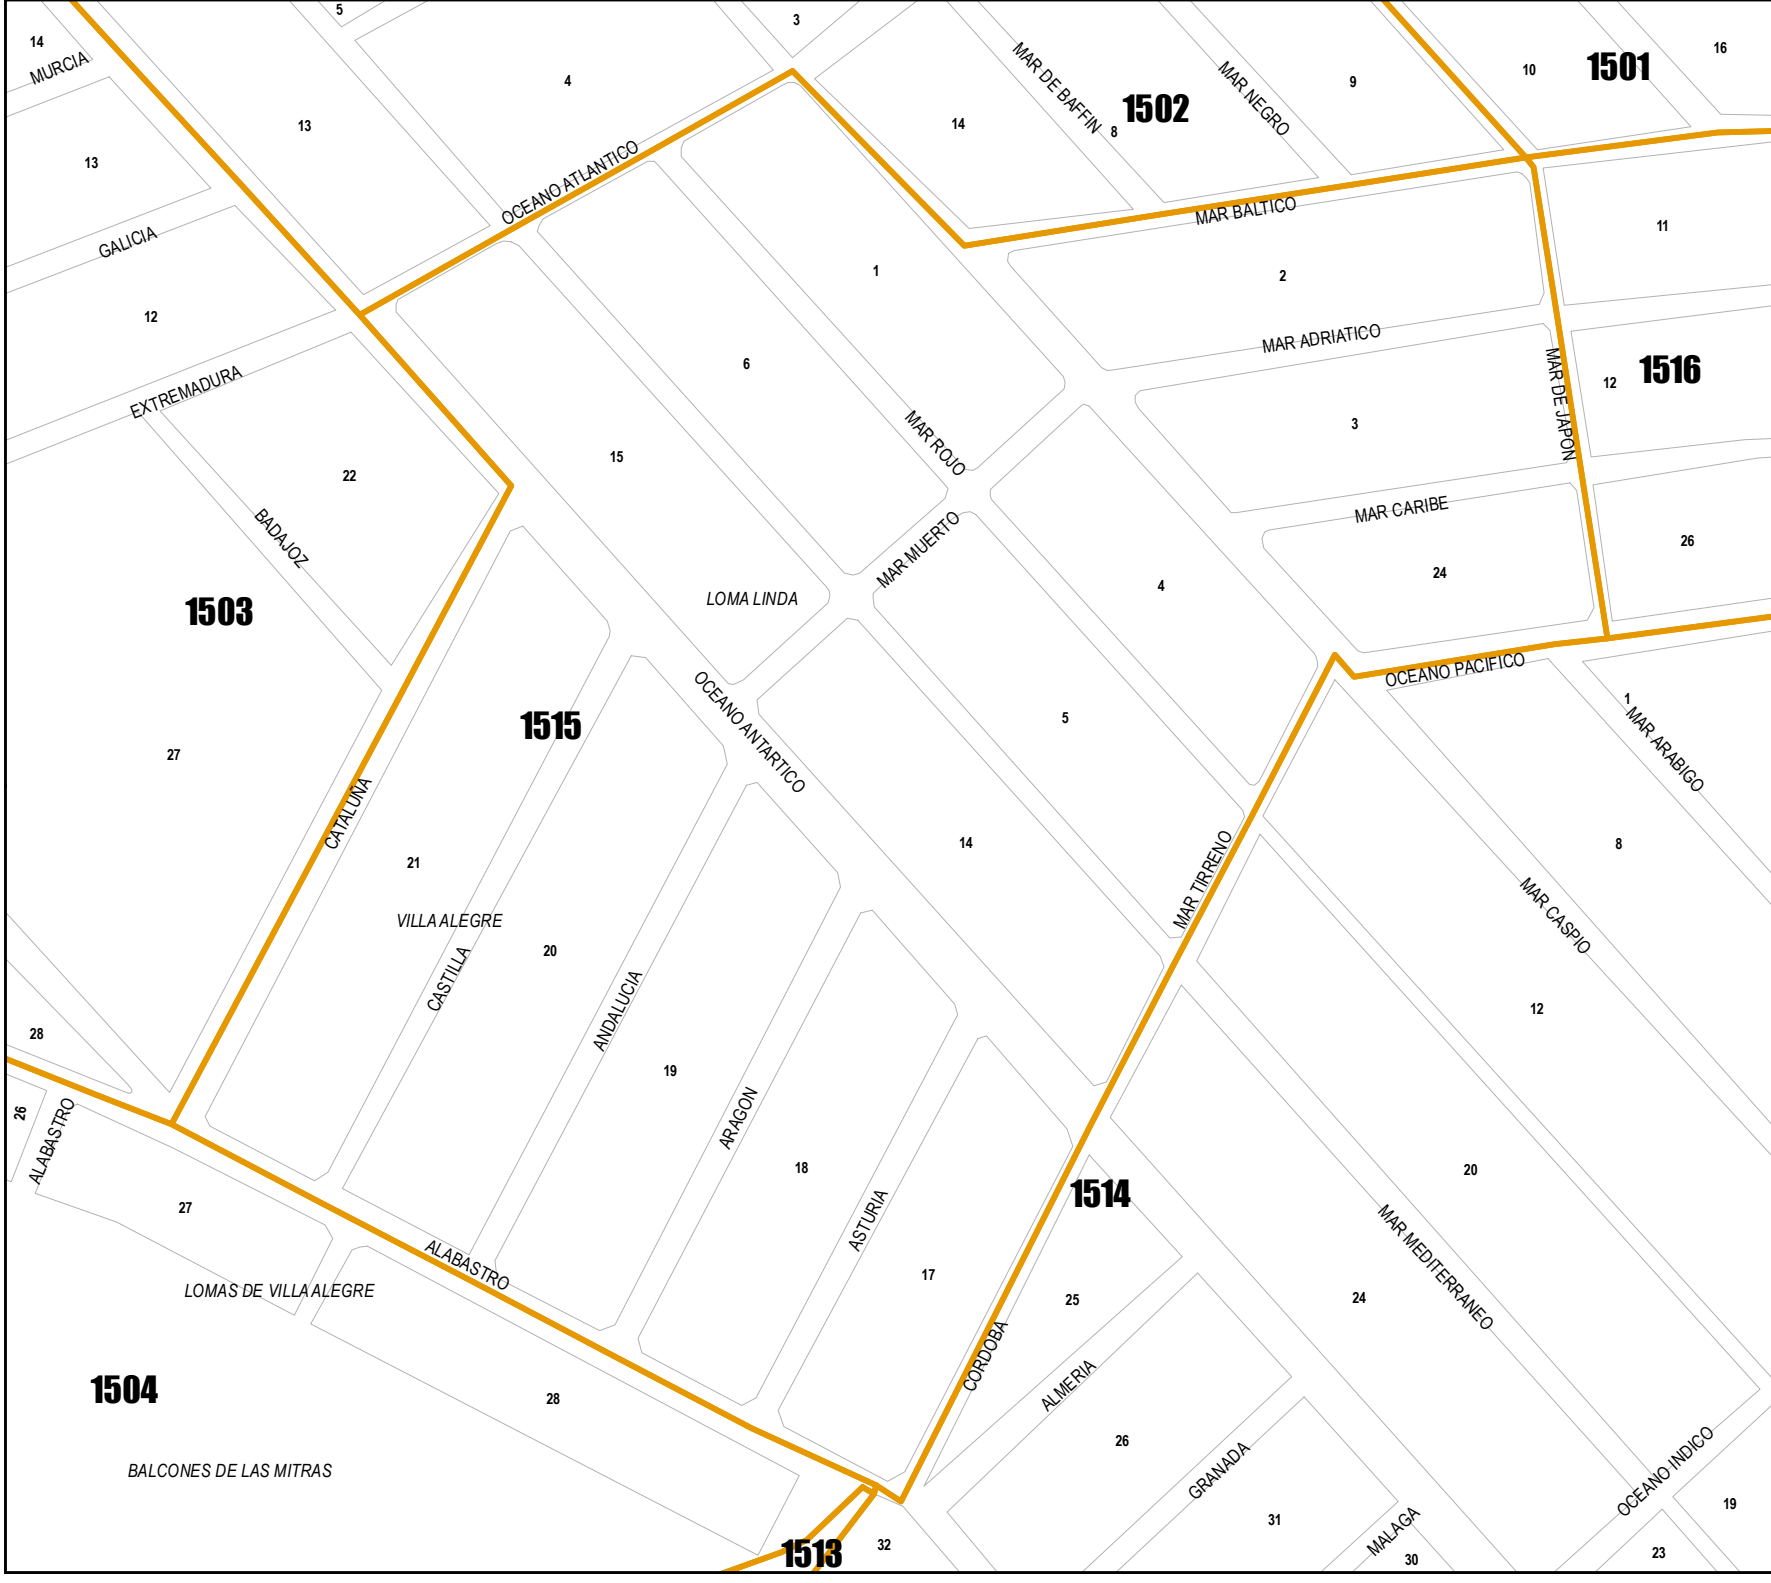 5
3
14
MURCIA
4
MAR DE BAFFIN
MAR NEGRO
9
10
1501
16
1502
8
13
14
13
OCEANO ATLANTICO
MAR BALTICO
11
GALICIA
1
2
12
MAR ADRIATICO
MAR DE JAPON
12
1516
EXTREMADURA
6
3
MAR ROJO
15
22
MAR CARIBE
BADAJOZ
MAR MUERTO
26
24
4
LOMA LINDA
1503
OCEANO PACIFICO
1
MAR ARABIGO
OCEANO ANTARTICO
1515
5
27
CATALUÑA
14
8
21
MAR TIRRENO
MAR CASPIO
VILLA ALEGRE
20
CASTILLA
ANDALUCIA
12
28
19
26
ALABASTRO
ARAGON
18
20
1514
27
ASTURIA
MAR MEDITERRANEO
ALABASTRO
17
LOMAS DE VILLA ALEGRE
25
24
CORDOBA
1504
28
ALMERIA
26
BALCONES DE LAS MITRAS
GRANADA
OCEANO INDICO
19
31
MALAGA
1513
32
30
23